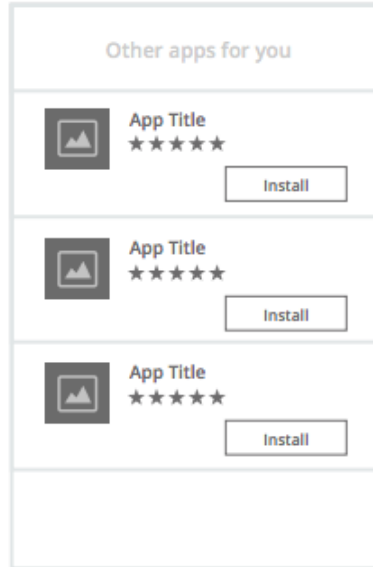 Other apps for you
App Title
★★★★★
Install
App Title
★★★★★
Install
App Title
★★★★★
Install